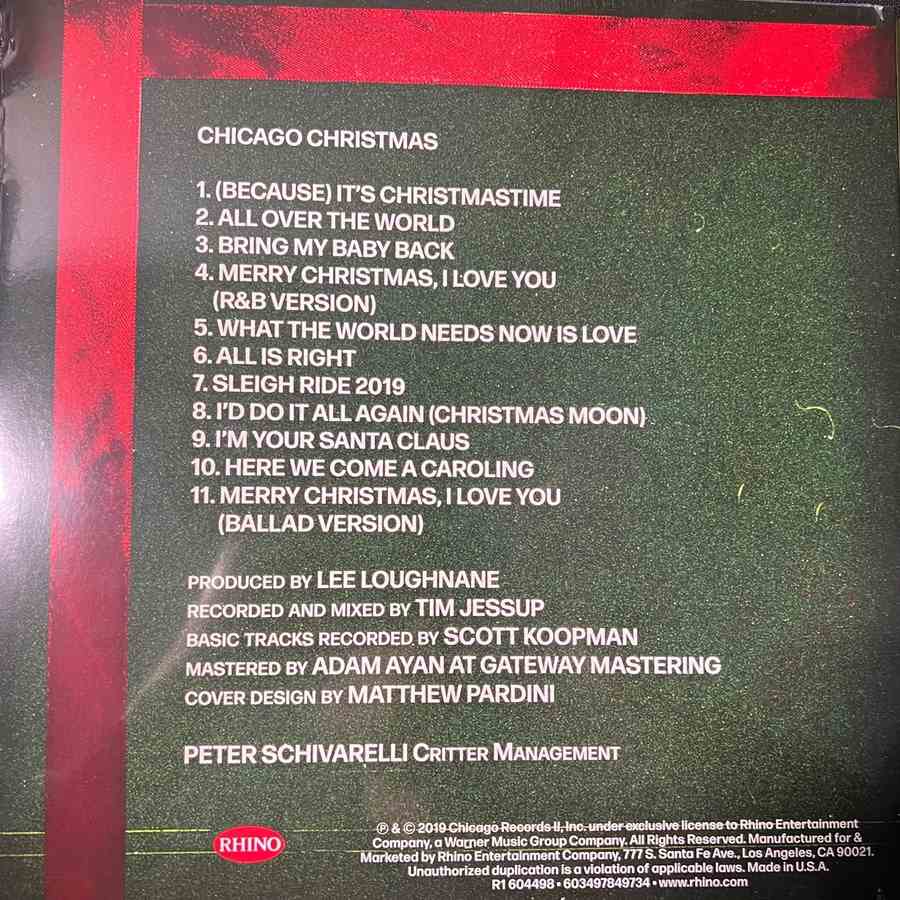 CHICAGO CHRISTMAS
1. (BECAUSE) IT'S CHRISTMASTIME
2. ALL OVER THE WORLD
3. BRING MY BABY BACK
4. MERRY CHRISTMAS, I LOVE YOU
(R&B VERSION)
5. WHAT THE WORLD NEEDS NOW IS LOVE
6. ALL IS RIGHT
7. SLEIGH RIDE 2019
8. I'D DO IT ALL AGAIN (CHRISTMAS MOON)
9. I'M YOUR SANTA CLAUS
10. HERE WE COME A CAROLING
11. MERRY CHRISTMAS, I LOVE YOU
(BALLAD VERSION)
PRODUCED BY LEE LOUGHNANE
RECORDED AND MIXED BY TIM JESSUP
BASIC TRACKS RECORDED BY SCOTT KOOPMAN
MASTERED BY ADAM AYAN AT GATEWAY MASTERING
COVER DESIGN BY MATTHEW PARDINI
PETER SCHIVARELLI CRITTER MANAGEMENT
RHINO
℗ & © 2019 Chicago Records II, Inc. under exclusive license to Rhino Entertainment
Company, a Warner Music Group Company. All Rights Reserved. Manufactured for &
Marketed by Rhino Entertainment Company, 777 S. Santa Fe Ave., Los Angeles, CA 90021.
Unauthorized duplication is a violation of applicable laws. Made in U.S.A.
R1 604498 • 603497849734 • www.rhino.com